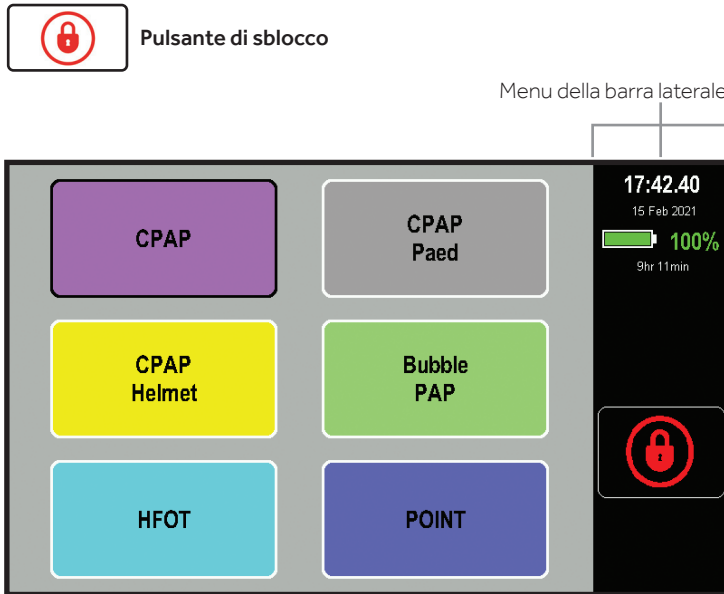 Pulsante di sblocco
Menu della barra laterale
17:42.40
15 Feb 2021
100%
9hr 11min
CPAP
CPAP
Paed
CPAP
Helmet
Bubble
PAP
HFOT
POINT